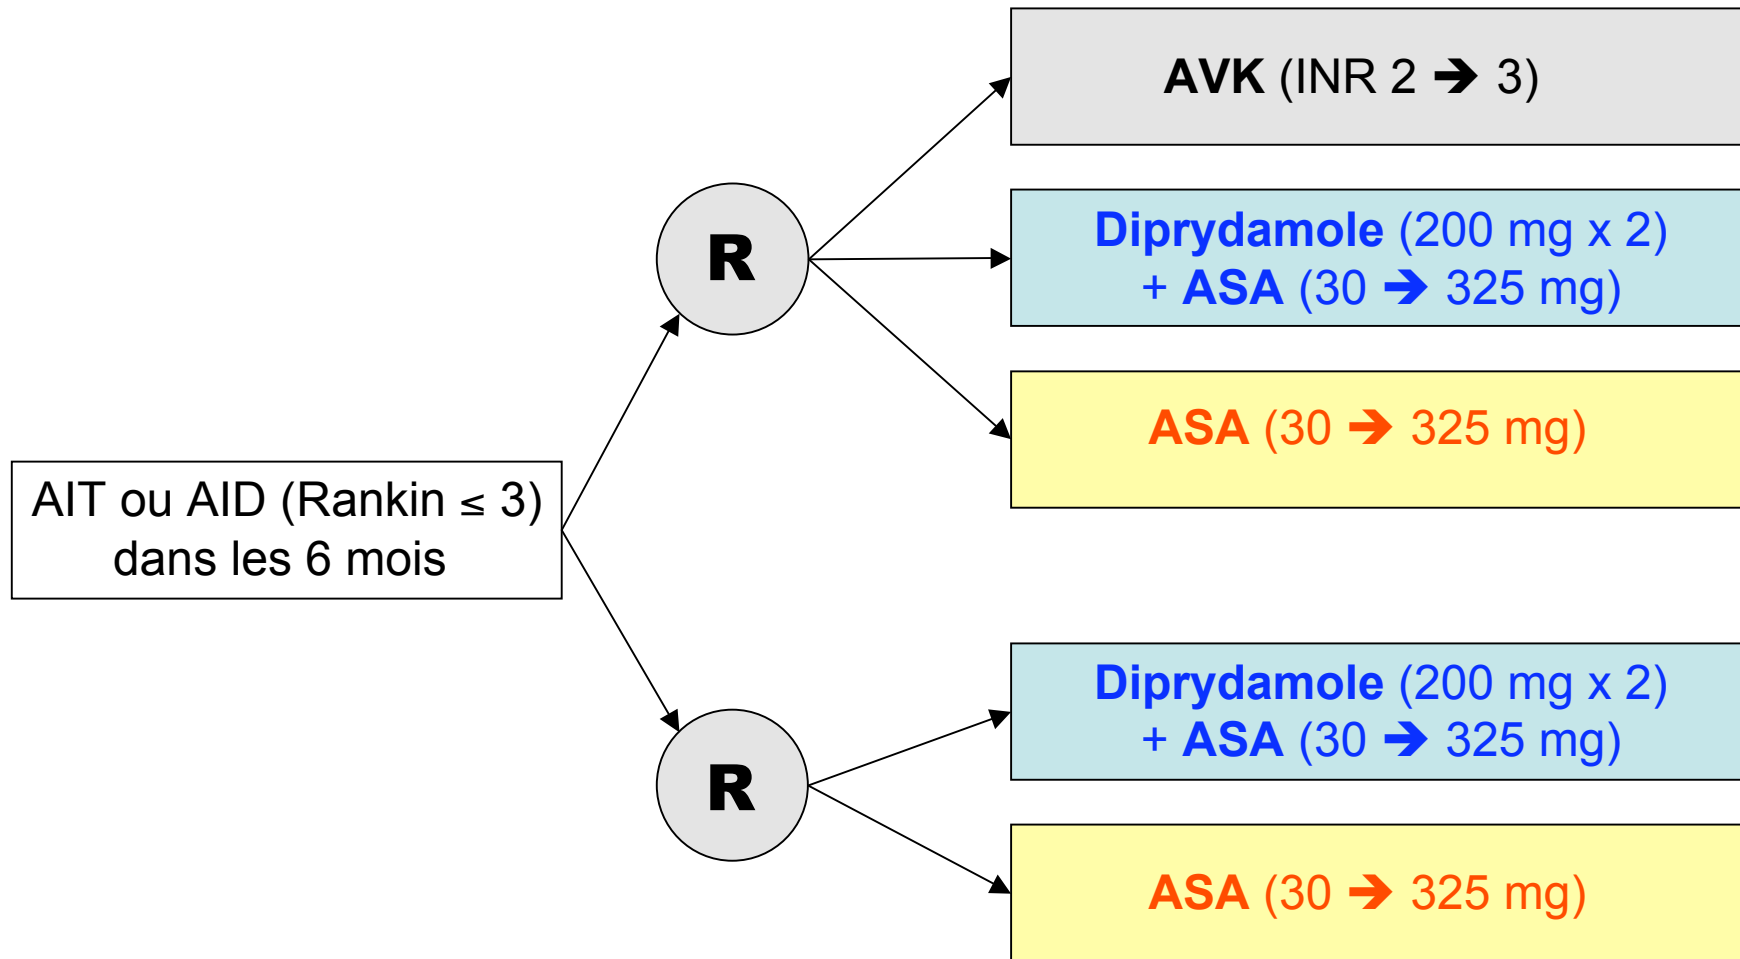 AVK (INR 2 ➔ 3)
R
Diprydamole (200 mg x 2)
+ ASA (30 ➔ 325 mg)
ASA (30 ➔ 325 mg)
AIT ou AID (Rankin ≤ 3)
dans les 6 mois
Diprydamole (200 mg x 2)
+ ASA (30 ➔ 325 mg)
R
ASA (30 ➔ 325 mg)